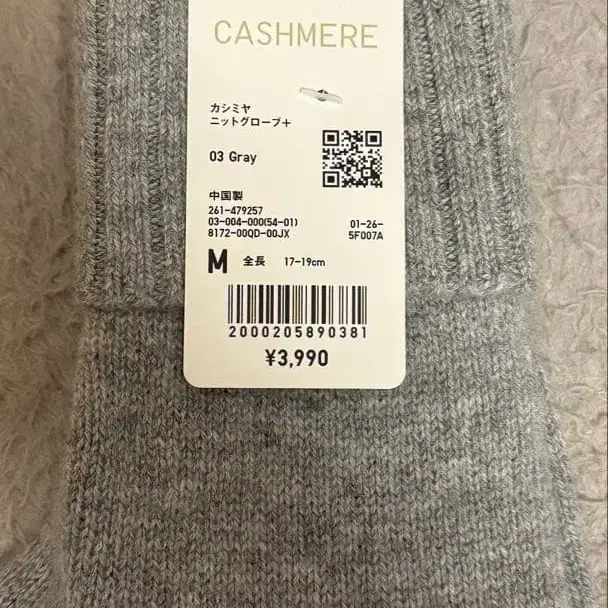 CASHMERE
カシミヤ
ニットグローブ+
03 Gray
中国製
261-479257
03-004-000(54-01) 01-26-
8172-00QD-00JX 5F007A
M 全長 17-19cm
2000205890381
¥3,990